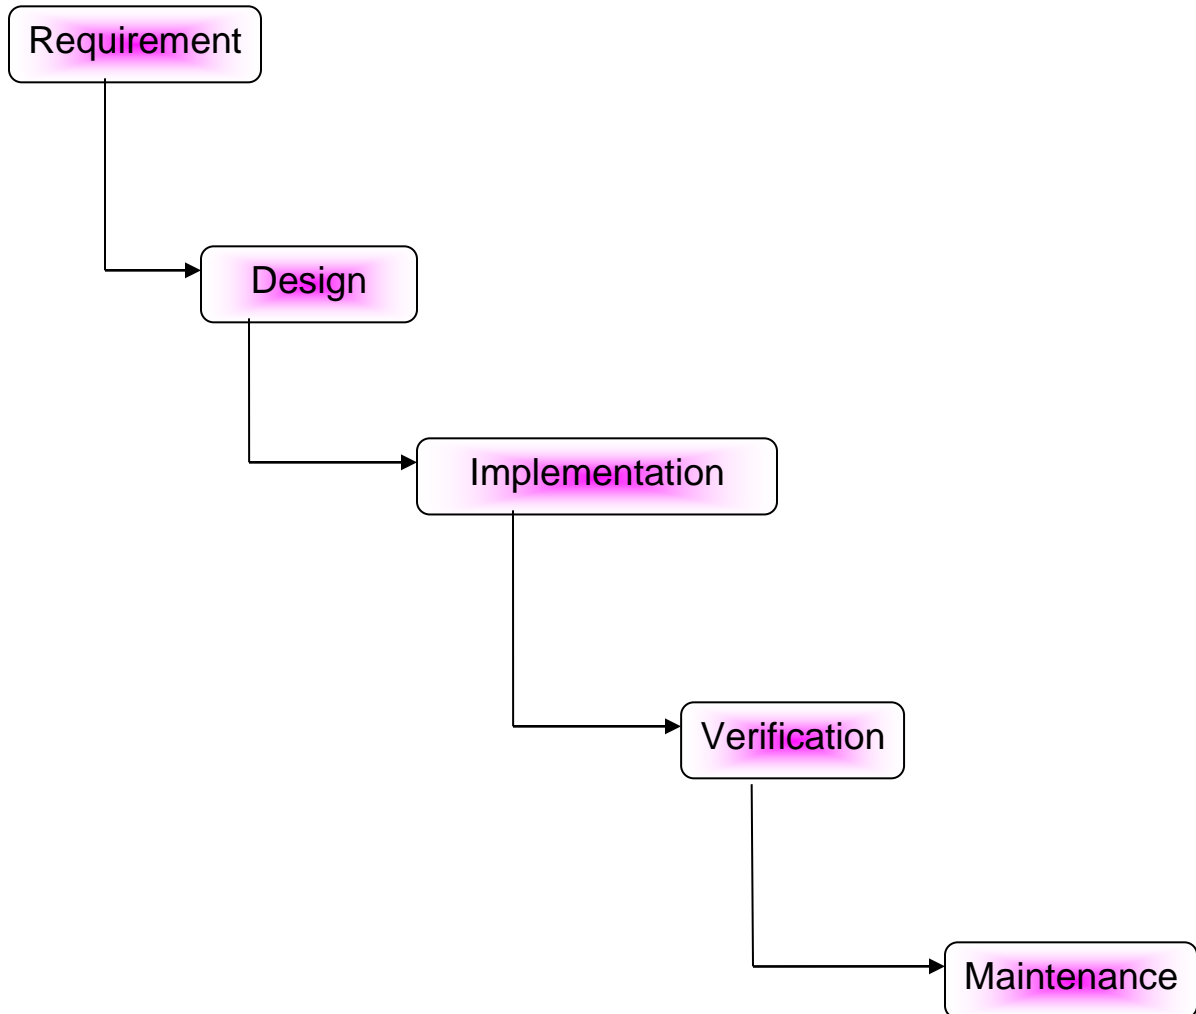 Requirement
Design
Implementation
Verification
Maintenance